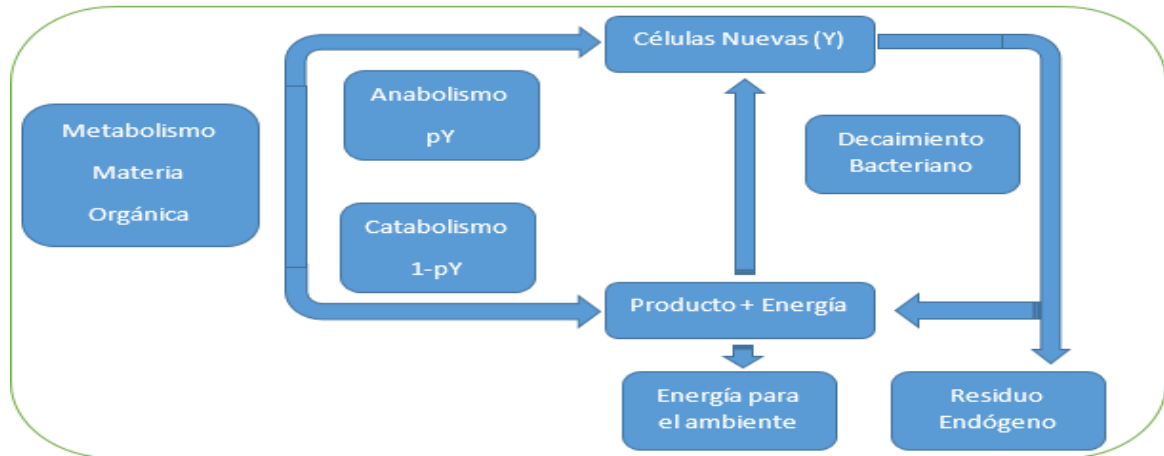 Metabolismo
Materia
Orgánica
Anabolismo
pY
Catabolismo
1-pY
Células Nuevas (Y)
Decaimiento
Bacteriano
Producto + Energía
Energía para
el ambiente
Residuo
Endógeno